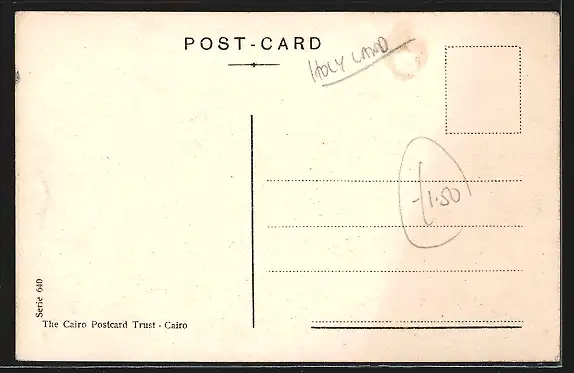 POST-CARD
HOLY LAND
£1.50
Serie 640
The Cairo Postcard Trust - Cairo